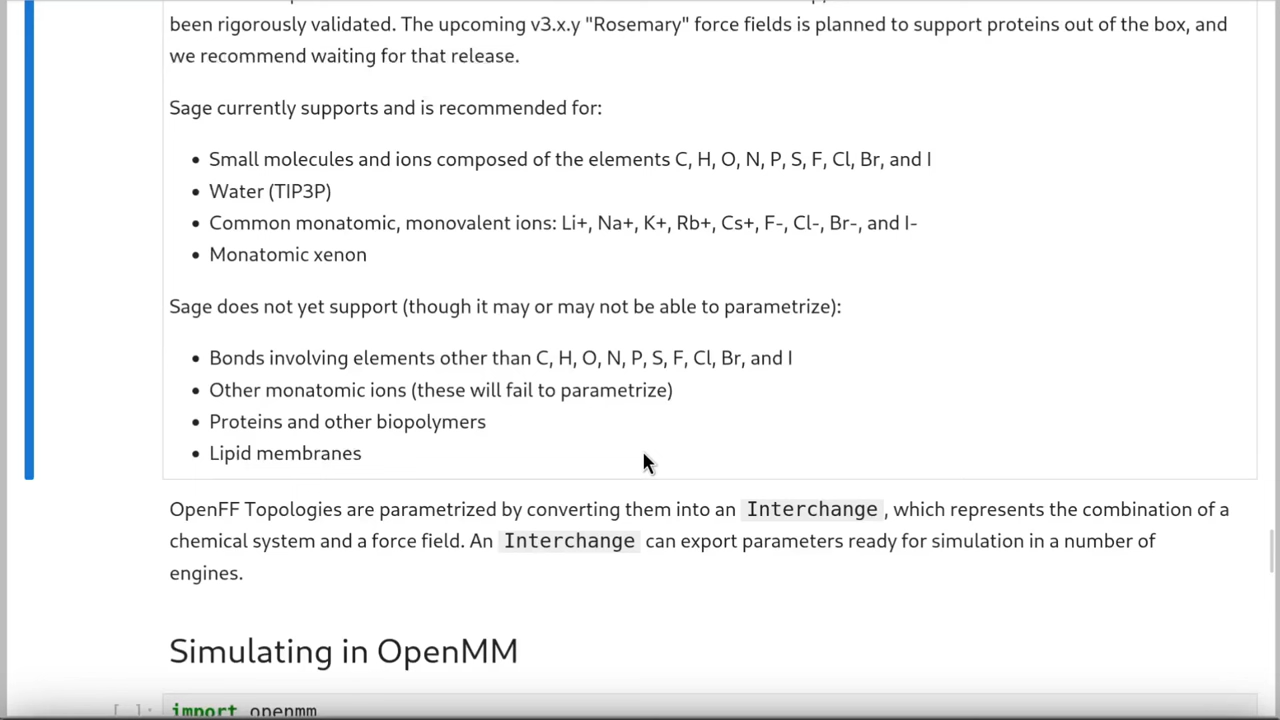 been rigorously validated. The upcoming v3.x.y "Rosemary" force fields is planned to support proteins out of the box, and
we recommend waiting for that release.
Sage currently supports and is recommended for:
• Small molecules and ions composed of the elements C, H, O, N, P, S, F, Cl, Br, and I
• Water (TIP3P)
• Common monatomic, monovalent ions: Li+, Na+, K+, Rb+, Cs+, F-, Cl-, Br-, and I-
• Monatomic xenon
Sage does not yet support (though it may or may not be able to parametrize):
• Bonds involving elements other than C, H, O, N, P, S, F, Cl, Br, and I
• Other monatomic ions (these will fail to parametrize)
• Proteins and other biopolymers
• Lipid membranes
OpenFF Topologies are parametrized by converting them into an Interchange, which represents the combination of a
chemical system and a force field. An Interchange can export parameters ready for simulation in a number of
engines.
Simulating in OpenMM
[ ]: import openmm